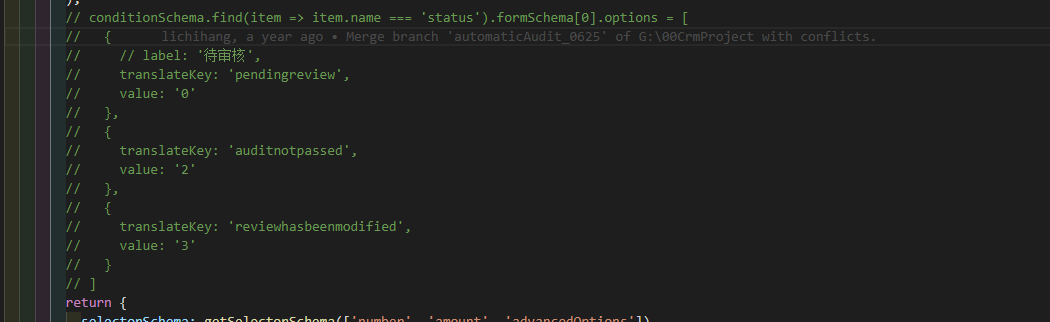 ),
// conditionSchema.find(item => item.name === 'status').formSchema[0].options = [
//   {      lichihang, a year ago • Merge branch 'automaticAudit_0625' of G:\00CrmProject with conflicts.
//     // label: '待审核',
//     translateKey: 'pendingreview',
//     value: '0'
//   },
//   {
//     translateKey: 'auditnotpassed',
//     value: '2'
//   },
//   {
//     translateKey: 'reviewhasbeenmodified',
//     value: '3'
//   }
// ]
return {
  selectorSchema: getSelectorSchema(['number', 'amount', 'advancedOptions'])